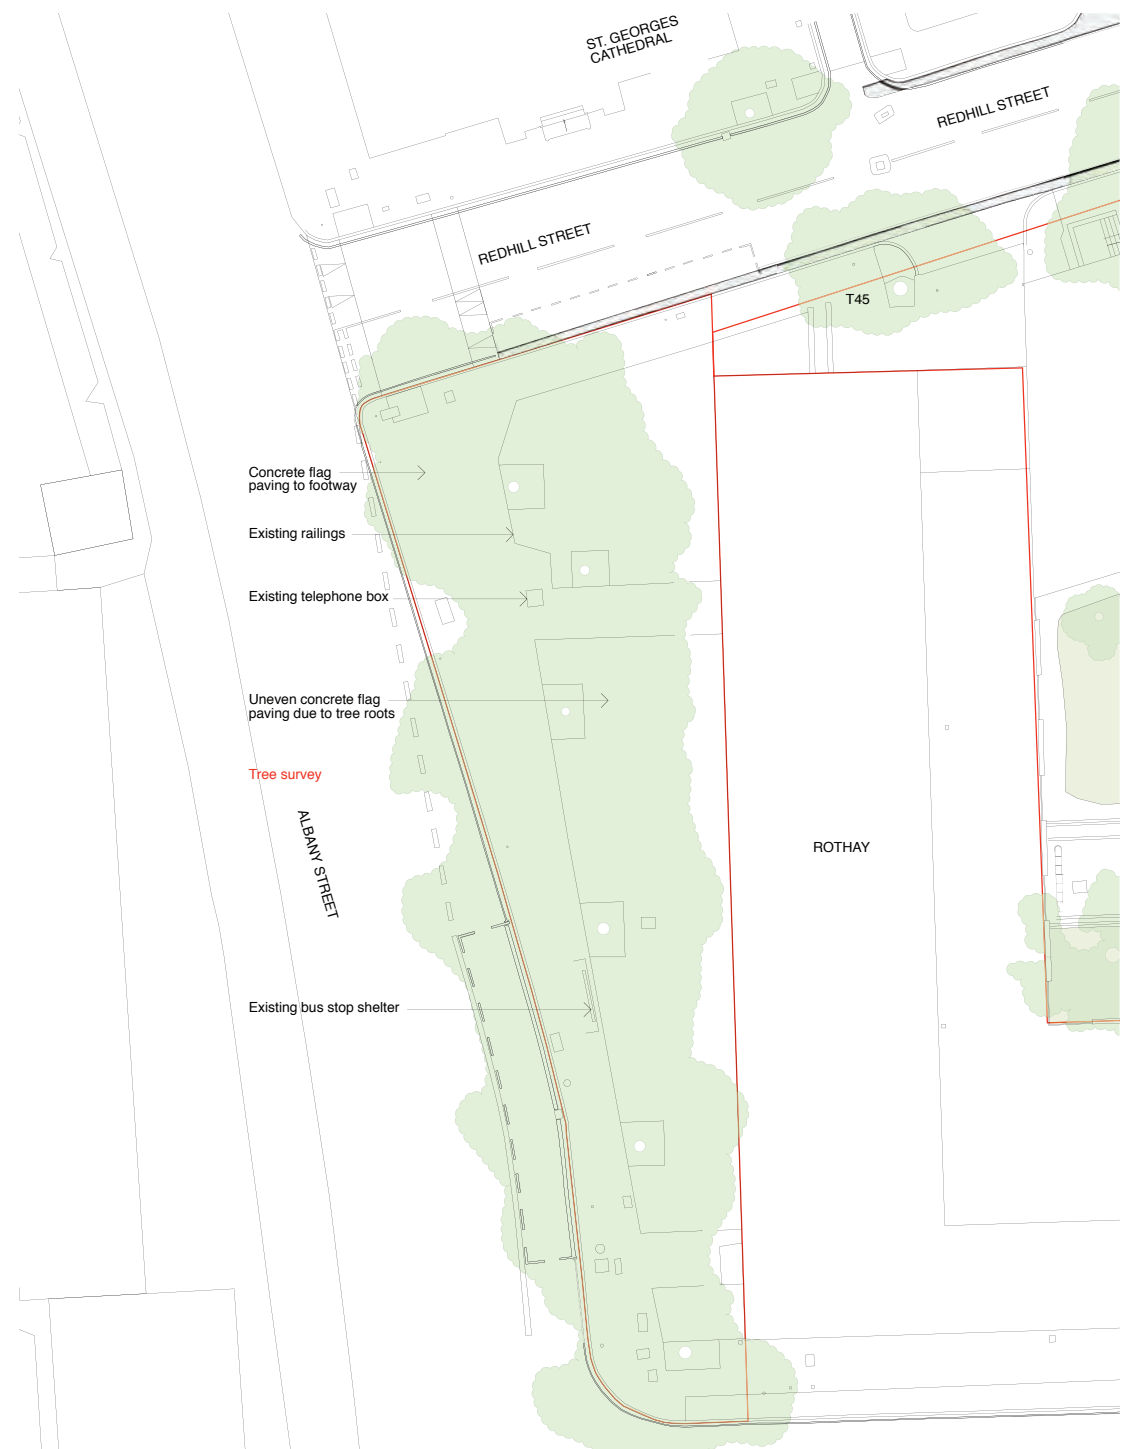 ST. GEORGES
CATHEDRAL
REDHILL STREET
REDHILL STREET
T45
Concrete flag
paving to footway
Existing railings
Existing telephone box
Uneven concrete flag
paving due to tree roots
Tree survey
ALBANY STREET
ROTHAY
Existing bus stop shelter